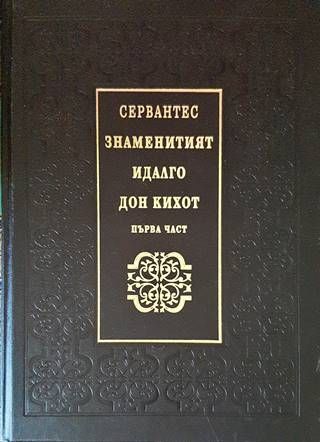 СЕРВАНТЕС
ЗНАМЕНИТИЯТ
ИДАЛГО
ДОН КИХОТ
ПЪРВА ЧАСТ